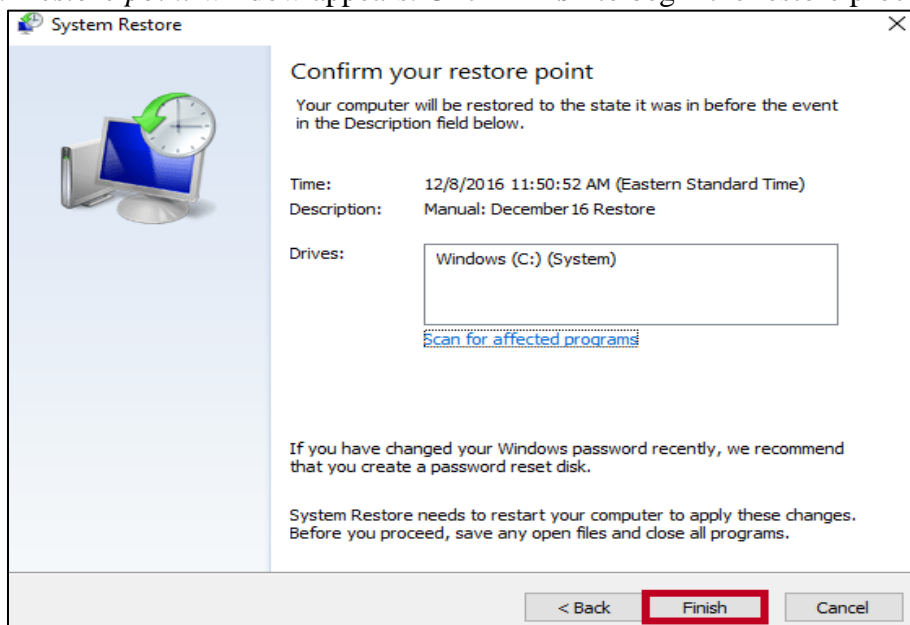 System Restore
Confirm your restore point
Your computer will be restored to the state it was in before the event
in the Description field below.
Time: 12/8/2016 11:50:52 AM (Eastern Standard Time)
Description: Manual: December16 Restore
Drives: Windows (C:) (System)
Scan for affected programs
If you have changed your Windows password recently, we recommend
that you create a password reset disk.
System Restore needs to restart your computer to apply these changes.
Before you proceed, save any open files and close all programs.
< Back Finish Cancel